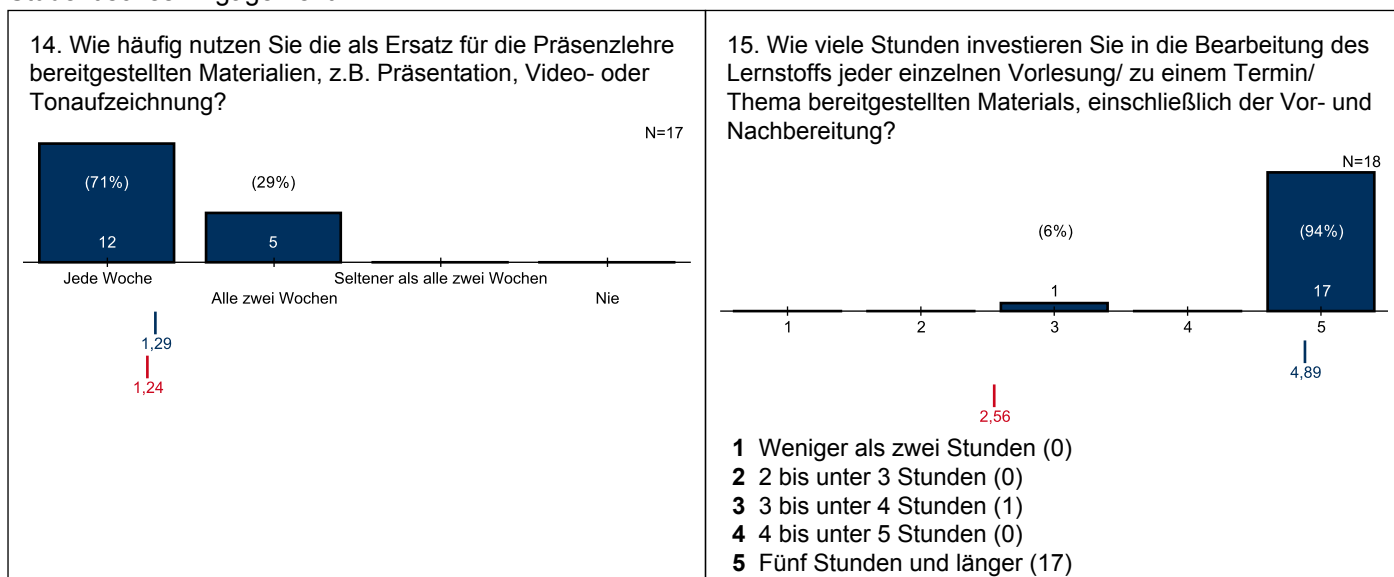 14. Wie häufig nutzen Sie die als Ersatz für die Präsenzlehre
bereitgestellten Materialien, z.B. Präsentation, Video- oder
Tonaufzeichnung?
N=17
(71%)
(29%)
12
5
Jede Woche
Alle zwei Wochen
Seltener als alle zwei Wochen
Nie
1,29
1,24
15. Wie viele Stunden investieren Sie in die Bearbeitung des
Lernstoffs jeder einzelnen Vorlesung/ zu einem Termin/
Thema bereitgestellten Materials, einschließlich der Vor- und
Nachbereitung?
N=18
(6%)
(94%)
1
17
1
2
3
4
5
4,89
2,56
1 Weniger als zwei Stunden (0)
2 2 bis unter 3 Stunden (0)
3 3 bis unter 4 Stunden (1)
4 4 bis unter 5 Stunden (0)
5 Fünf Stunden und länger (17)